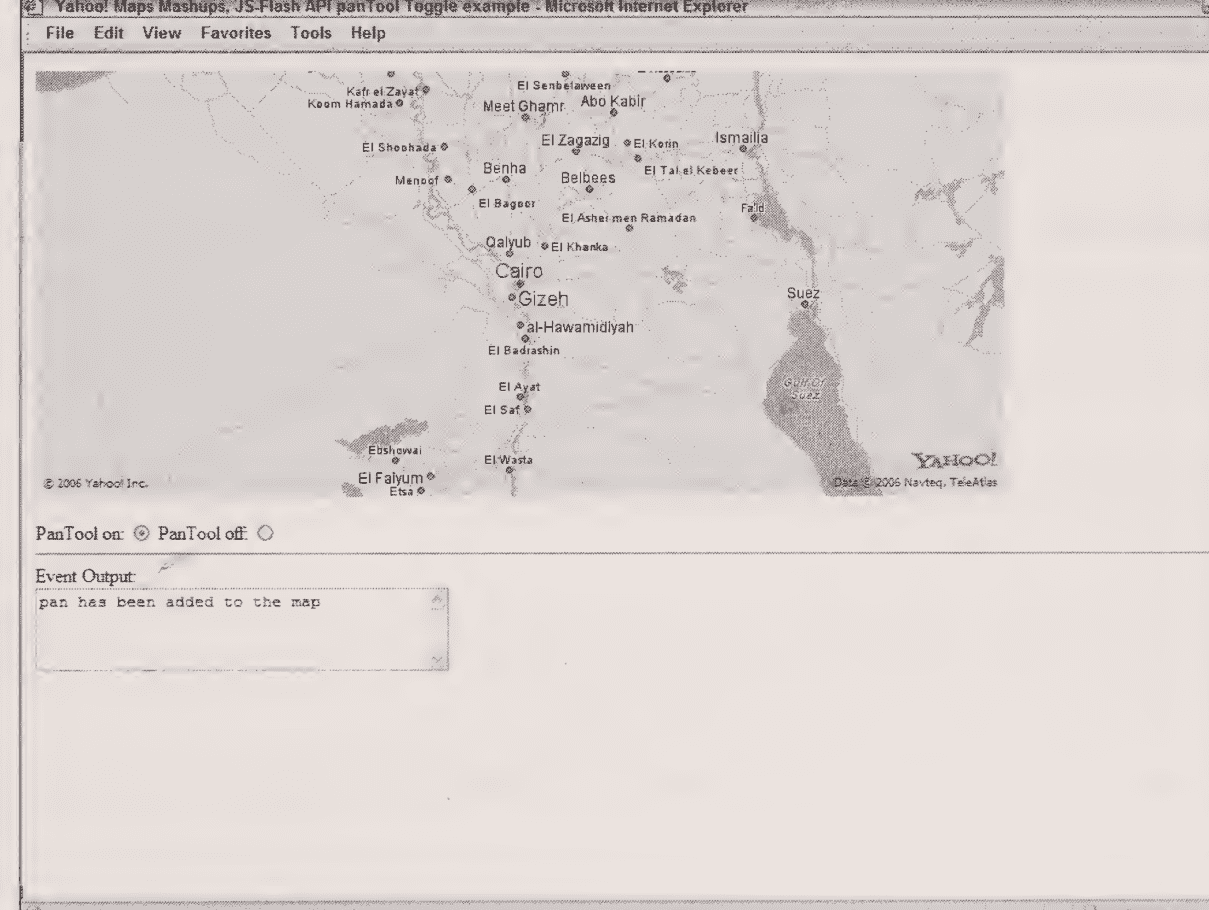 Yahoo! Maps Mashups, JS-Flash API panTool Toggle example - Microsoft Internet Explorer
File Edit View Favorites Tools Help
El Senbelaween
Kafr el Zayat
Koom Hamada
Meet Ghamr
Abo Kabir
El Zagazig
El Korin
Ismailia
El Shoohada
Benha
El Tal el Kebeer
Menoof
Belbees
El Bagoor
Fa'id
El Asher men Ramadan
Qalyub
El Khanka
Cairo
Suez
Gizeh
al-Hawamidiyah
El Badrashin
Gulf Of
Suez
El Ayat
El Saf
Ebshowai
El Wasta
YAHOO!
El Faiyum
© 2006 Yahoo! Inc.
Data © 2006 Navteq, TeleAtlas
Etsa
PanTool on: PanTool off:
Event Output:
pan has been added to the map